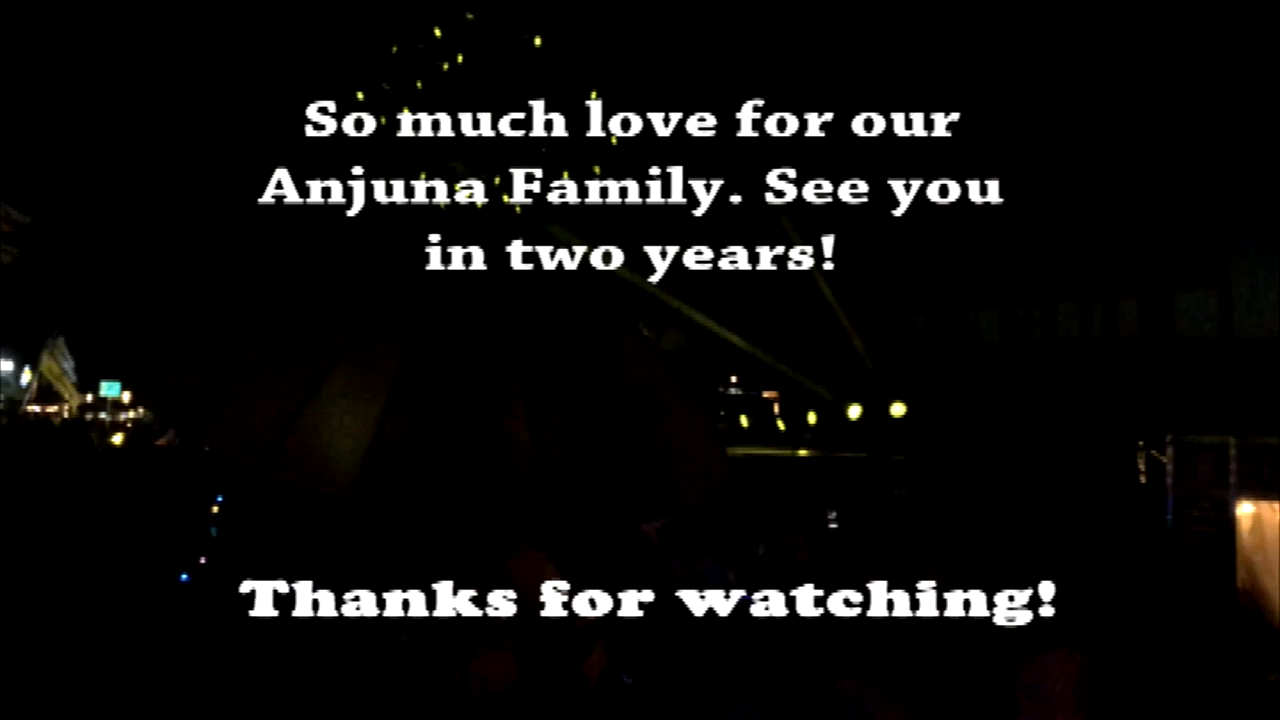 So much love for our
Anjuna Family. See you
in two years!
Thanks for watching!